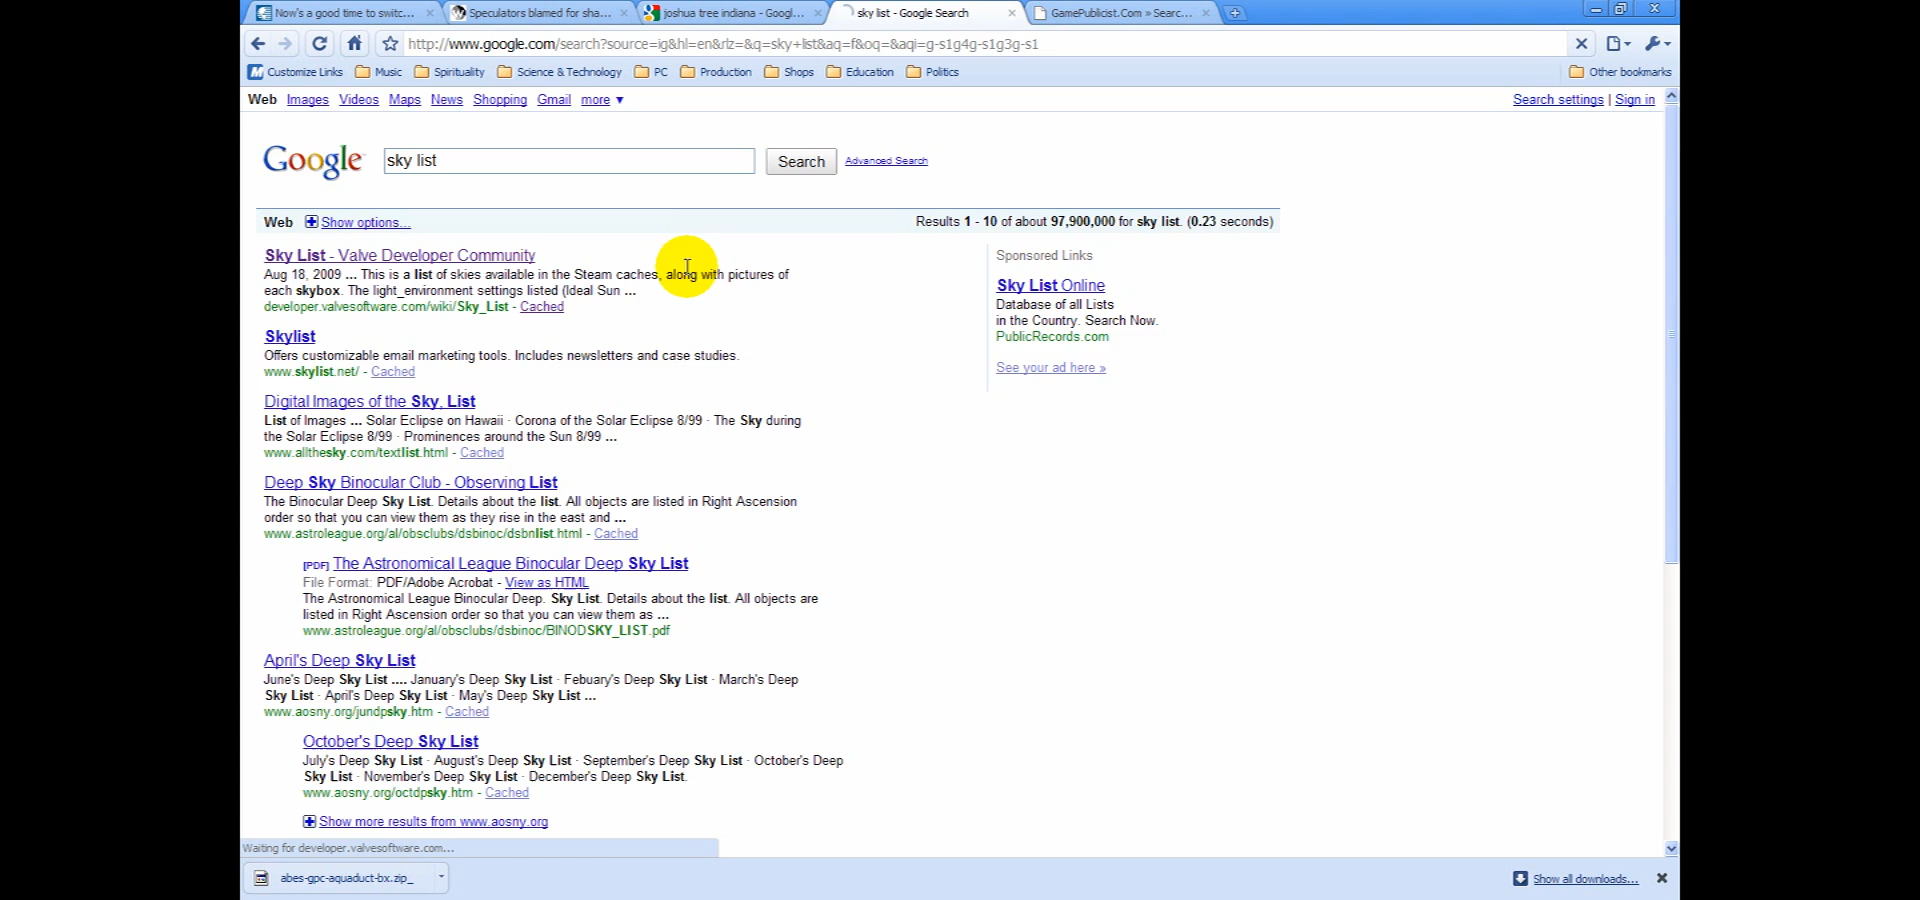 Now's a good time to switc...
Speculators blamed for sha...
joshua tree indiana - Googl...
sky list - Google Search
GamePublicist.Com » Searc...
http://www.google.com/search?source=ig&hl=en&rlz=&q=sky+list&aq=f&oq=&aqi=g-s1g4g-s1g3g-s1
Customize Links Music Spirituality Science & Technology PC Production Shops Education Politics Other bookmarks
Web Images Videos Maps News Shopping Gmail more ▼ Search settings | Sign in
Google sky list Search Advanced Search
Web Show options... Results 1 - 10 of about 97,900,000 for sky list. (0.23 seconds)
Sky List - Valve Developer Community
Aug 18, 2009 ... This is a list of skies available in the Steam caches, along with pictures of
each skybox. The light_environment settings listed (Ideal Sun ...
developer.valvesoftware.com/wiki/Sky_List - Cached
Skylist
Offers customizable email marketing tools. Includes newsletters and case studies.
www.skylist.net/ - Cached
Digital Images of the Sky, List
List of Images ... Solar Eclipse on Hawaii · Corona of the Solar Eclipse 8/99 · The Sky during
the Solar Eclipse 8/99 · Prominences around the Sun 8/99 ...
www.allthesky.com/textlist.html - Cached
Deep Sky Binocular Club - Observing List
The Binocular Deep Sky List. Details about the list. All objects are listed in Right Ascension
order so that you can view them as they rise in the east and ...
www.astroleague.org/al/obsclubs/dsbinoc/dsbnlist.html - Cached
[PDF] The Astronomical League Binocular Deep Sky List
File Format: PDF/Adobe Acrobat - View as HTML
The Astronomical League Binocular Deep. Sky List. Details about the list. All objects are
listed in Right Ascension order so that you can view them as ...
www.astroleague.org/al/obsclubs/dsbinoc/BINODSKY_LIST.pdf
April's Deep Sky List
June's Deep Sky List .... January's Deep Sky List · Febuary's Deep Sky List · March's Deep
Sky List · April's Deep Sky List · May's Deep Sky List ...
www.aosny.org/jundpsky.htm - Cached
October's Deep Sky List
July's Deep Sky List · August's Deep Sky List · September's Deep Sky List · October's Deep
Sky List · November's Deep Sky List · December's Deep Sky List.
www.aosny.org/octdpsky.htm - Cached
Show more results from www.aosny.org
Sponsored Links
Sky List Online
Database of all Lists
in the Country. Search Now.
PublicRecords.com
See your ad here »
Waiting for developer.valvesoftware.com...
abes-gpc-aquaduct-bx.zip_
Show all downloads...